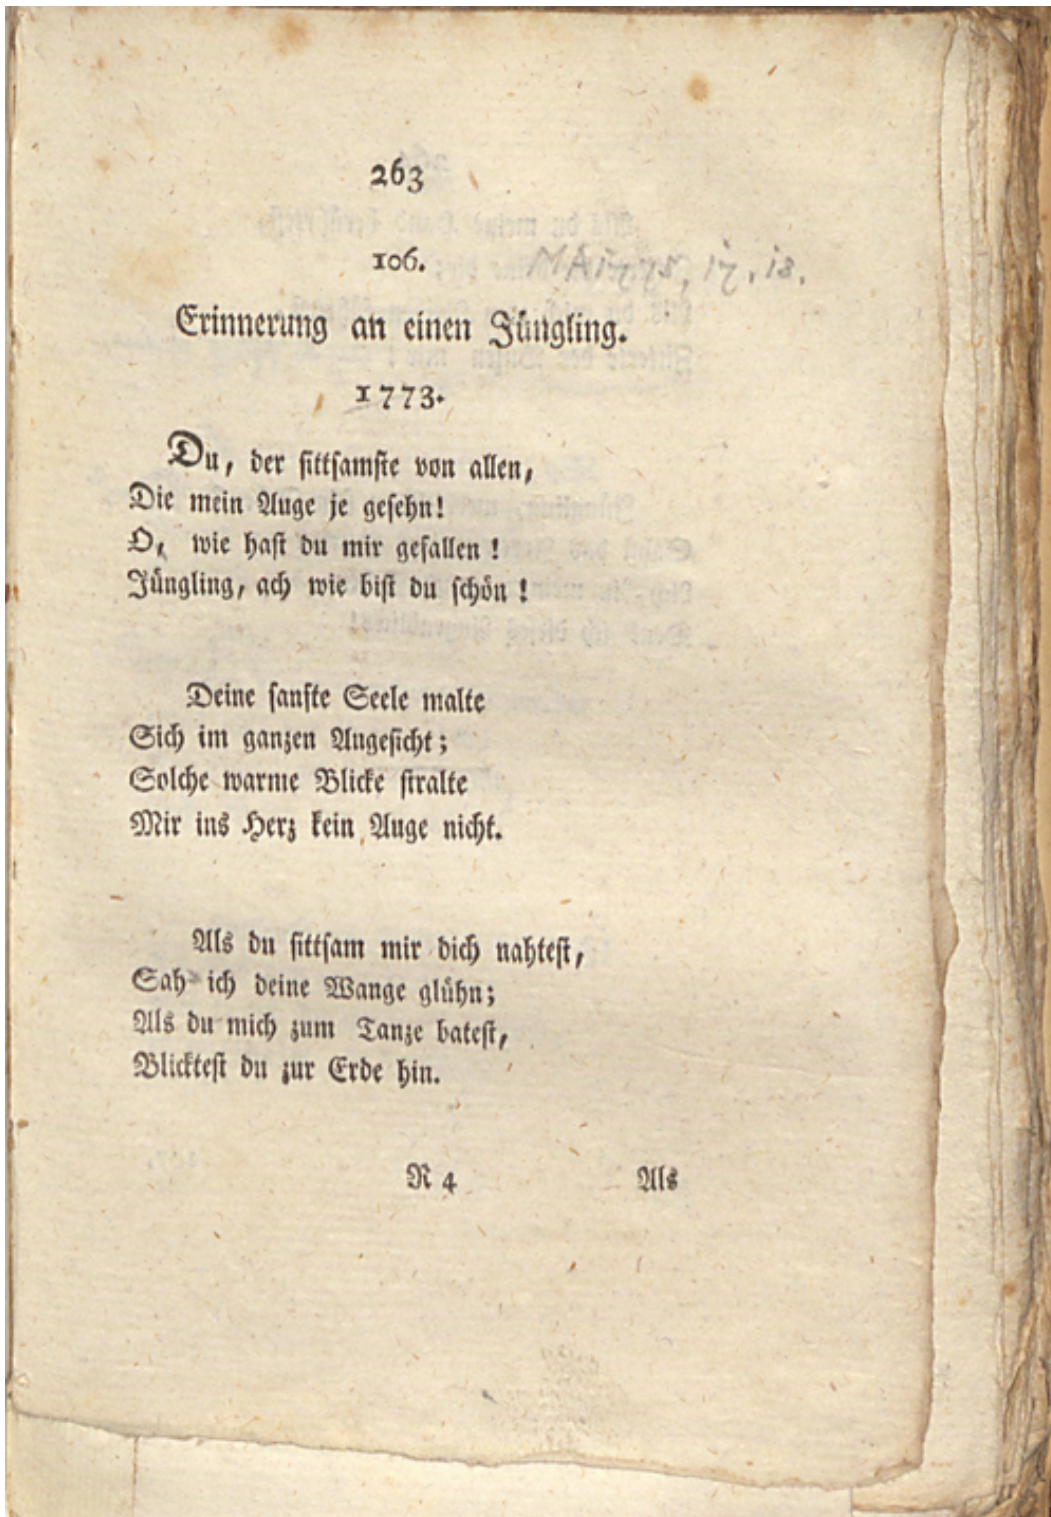 263
106. MA1775, 17, 18.
Erinnerung an einen Jüngling.
1773.
Du, der sittsamste von allen,
Die mein Auge je gesehn!
O, wie hast du mir gefallen!
Jüngling, ach wie bist du schön!
Deine sanfte Seele malte
Sich im ganzen Angesicht;
Solche warme Blicke stralte
Mir ins Herz kein Auge nicht.
Als du sittsam mir dich nahtest,
Sah ich deine Wange glühn;
Als du mich zum Tanze batest,
Blicktest du zur Erde hin.
R 4 Als